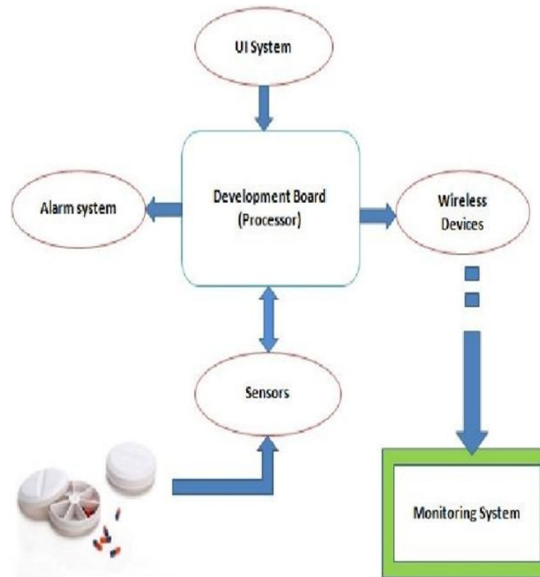 UI System
Development Board
(Processor)
Alarm system
Wireless
Devices
Sensors
Monitoring System